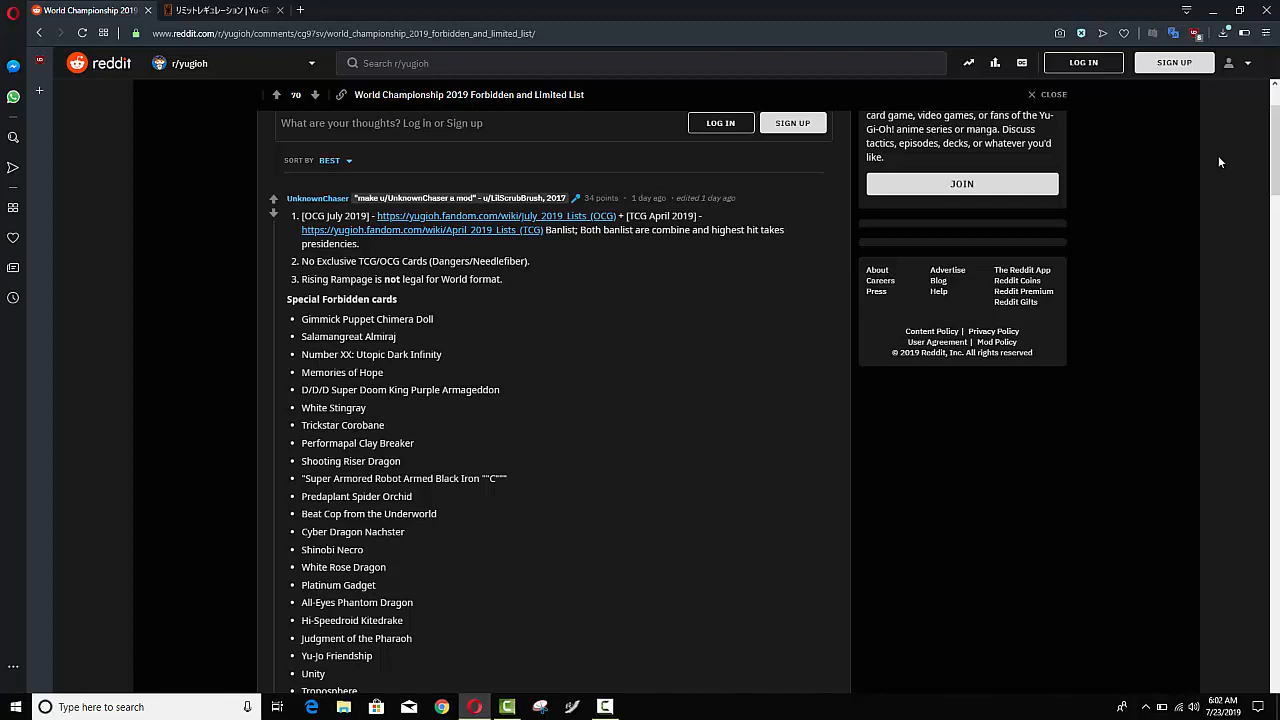 World Championship 2019
リミットレギュレーション | Yu-Gi
www.reddit.com/r/yugioh/comments/cg97sv/world_championship_2019_forbidden_and_limited_list/
reddit
r/yugioh
Search r/yugioh
LOG IN
SIGN UP
70
World Championship 2019 Forbidden and Limited List
CLOSE
What are your thoughts? Log in or Sign up
LOG IN
SIGN UP
SORT BY BEST
UnknownChaser "make u/UnknownChaser a mod" - u/LilScrubBrush, 2017 34 points · 1 day ago · edited 1 day ago
1. [OCG July 2019] - https://yugioh.fandom.com/wiki/July_2019_Lists_(OCG) + [TCG April 2019] -
https://yugioh.fandom.com/wiki/April_2019_Lists_(TCG) Banlist; Both banlist are combine and highest hit takes
presidencies.
2. No Exclusive TCG/OCG Cards (Dangers/Needlefiber).
3. Rising Rampage is not legal for World format.
Special Forbidden cards
• Gimmick Puppet Chimera Doll
• Salamangreat Almiraj
• Number XX: Utopic Dark Infinity
• Memories of Hope
• D/D/D Super Doom King Purple Armageddon
• White Stingray
• Trickstar Corobane
• Performapal Clay Breaker
• Shooting Riser Dragon
• "Super Armored Robot Armed Black Iron ""C"""
• Predaplant Spider Orchid
• Beat Cop from the Underworld
• Cyber Dragon Nachster
• Shinobi Necro
• White Rose Dragon
• Platinum Gadget
• All-Eyes Phantom Dragon
• Hi-Speedroid Kitedrake
• Judgment of the Pharaoh
• Yu-Jo Friendship
• Unity
• Troposphere
card game, video games, or fans of the Yu-
Gi-Oh! anime series or manga. Discuss
tactics, episodes, decks, or whatever you'd
like.
JOIN
About
Careers
Press
Advertise
Blog
Help
The Reddit App
Reddit Coins
Reddit Premium
Reddit Gifts
Content Policy | Privacy Policy
User Agreement | Mod Policy
© 2019 Reddit, Inc. All rights reserved
Type here to search
6:02 AM
7/23/2019